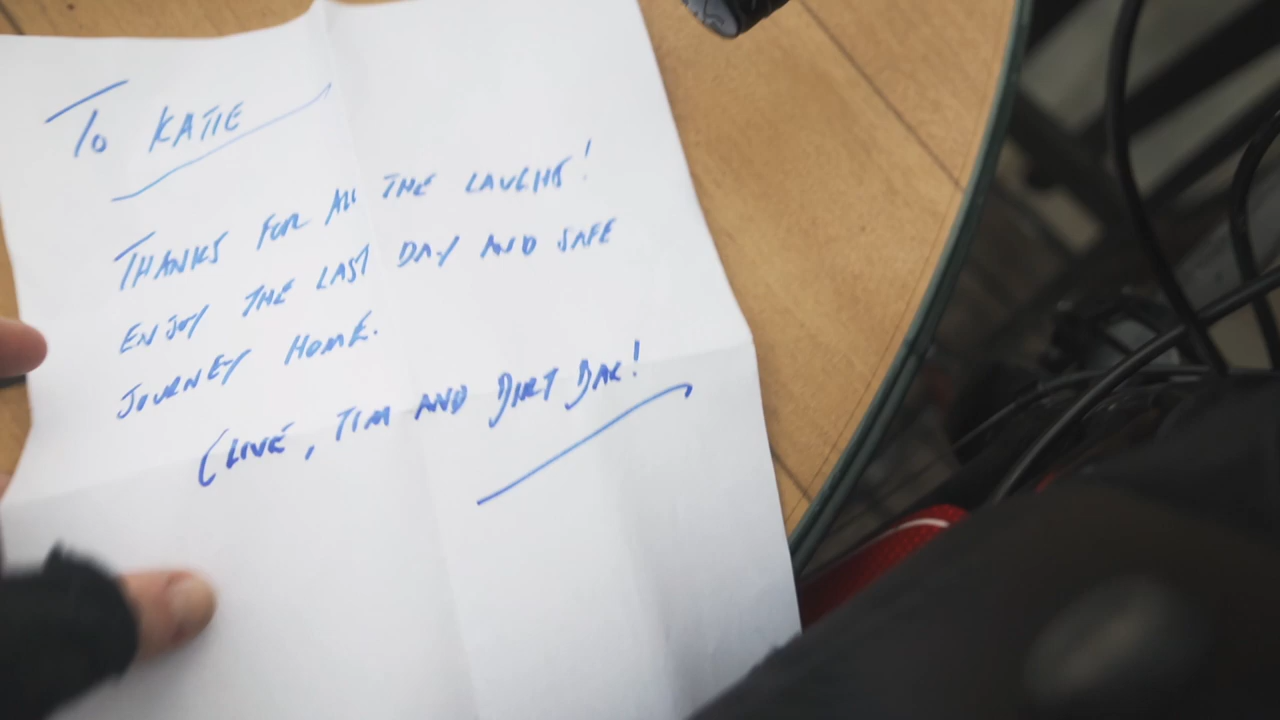 TO KATIE
THANKS FOR ALL THE LAUGHS!
ENJOY THE LAST DAY AND SAFE
JOURNEY HOME.
CLIVE, TIM AND DIRT DAK!